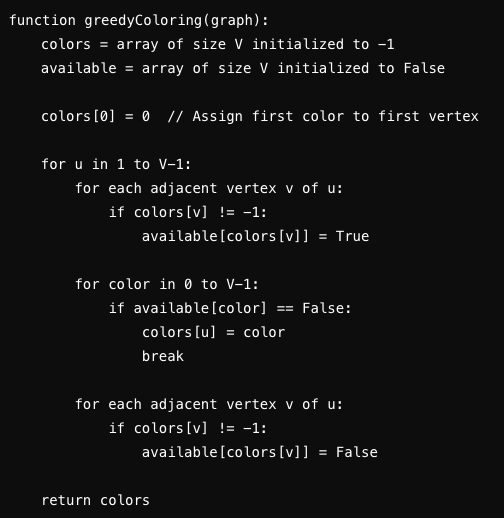 function greedyColoring(graph):
    colors = array of size V initialized to -1
    available = array of size V initialized to False

    colors[0] = 0  // Assign first color to first vertex

    for u in 1 to V-1:
        for each adjacent vertex v of u:
            if colors[v] != -1:
                available[colors[v]] = True

        for color in 0 to V-1:
            if available[color] == False:
                colors[u] = color
                break

        for each adjacent vertex v of u:
            if colors[v] != -1:
                available[colors[v]] = False

    return colors